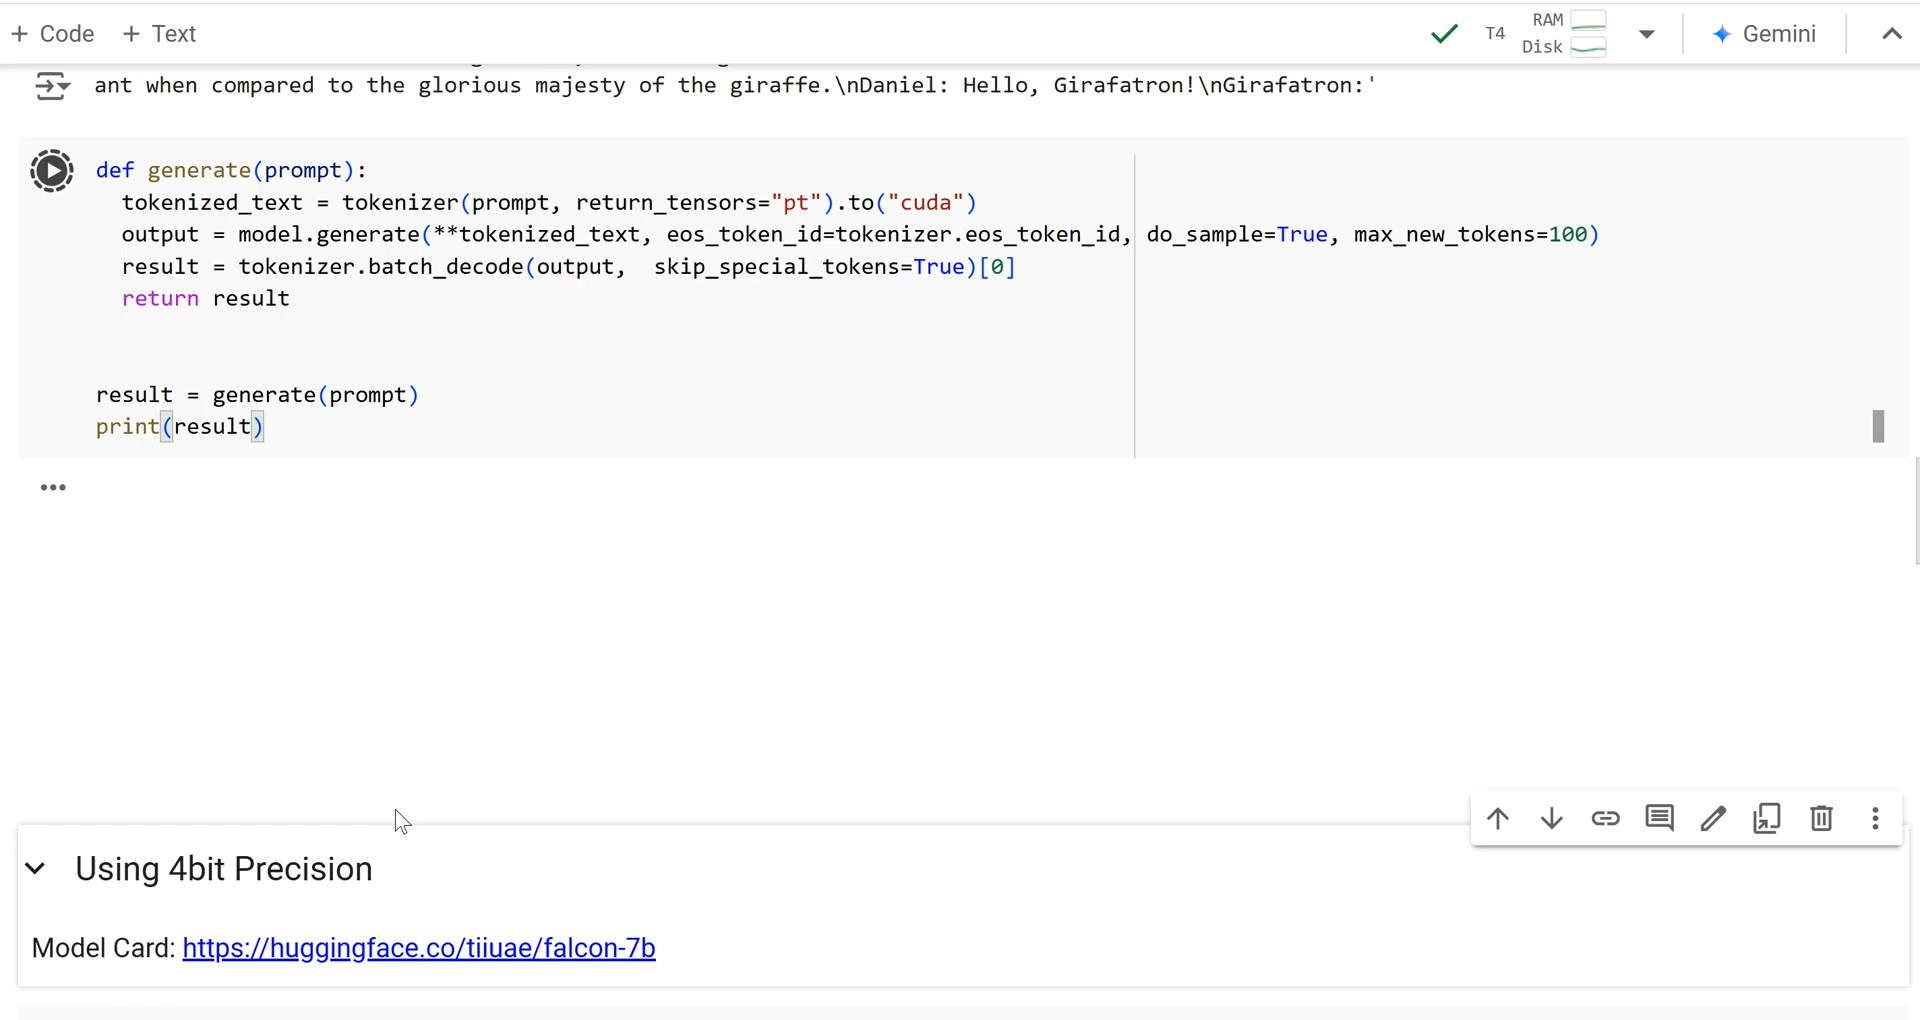 + Code + Text
T4
RAM
Disk
Gemini
ant when compared to the glorious majesty of the giraffe.\nDaniel: Hello, Girafatron!\nGirafatron:'
def generate(prompt):
  tokenized_text = tokenizer(prompt, return_tensors="pt").to("cuda")
  output = model.generate(**tokenized_text, eos_token_id=tokenizer.eos_token_id, do_sample=True, max_new_tokens=100)
  result = tokenizer.batch_decode(output,  skip_special_tokens=True)[0]
  return result
result = generate(prompt)
print(result)
Using 4bit Precision
Model Card: https://huggingface.co/tiiuae/falcon-7b